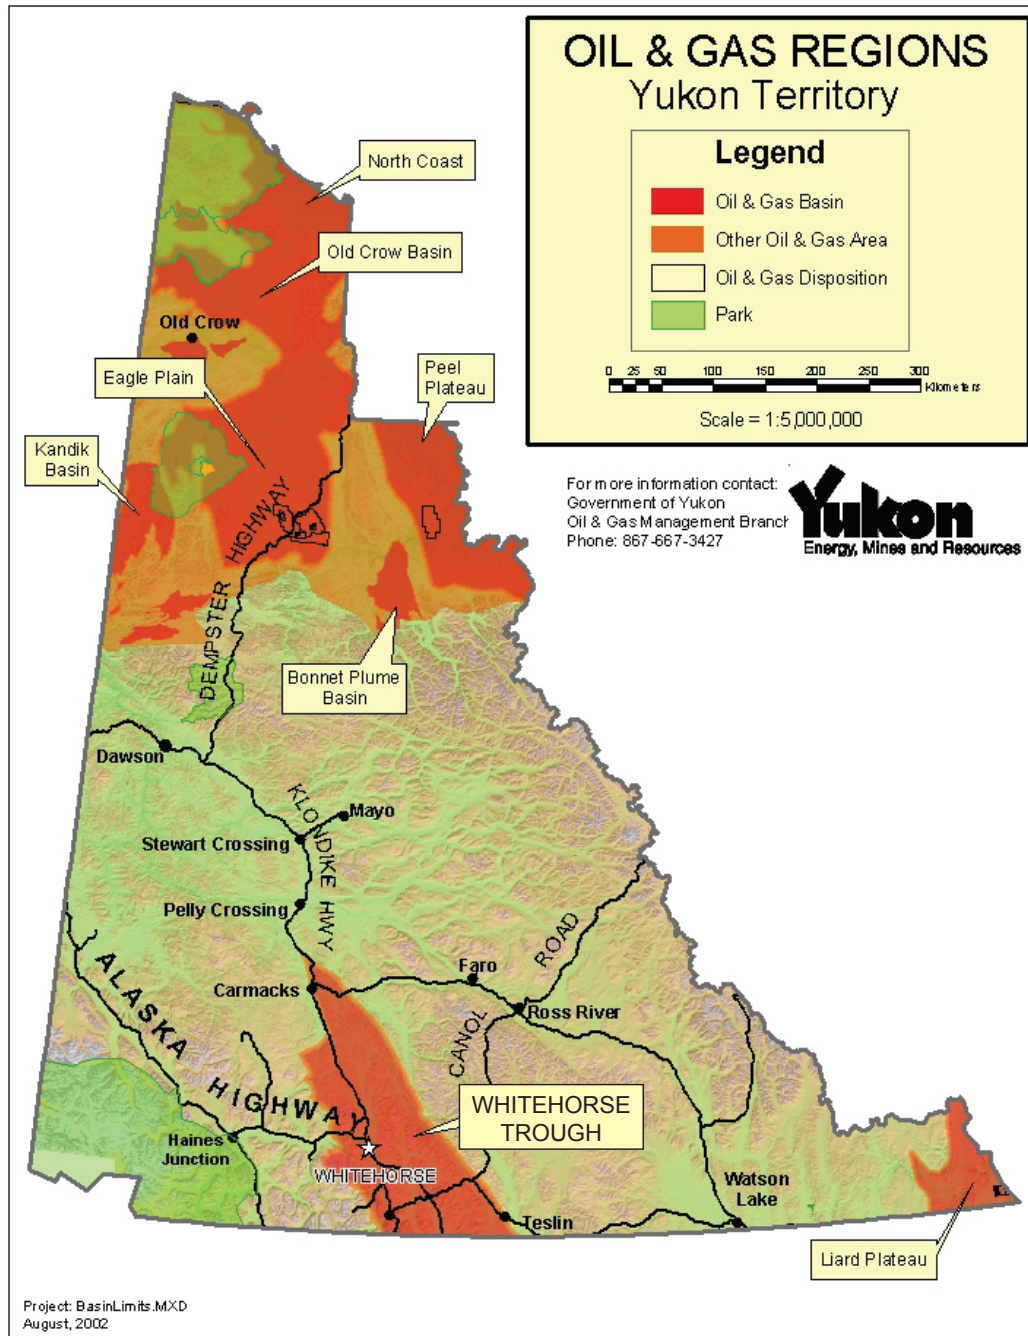 OIL & GAS REGIONS
Yukon Territory
Legend
Oil & Gas Basin
Other Oil & Gas Area
Oil & Gas Disposition
Park
0 25 50 100 150 200 250 300
Kilometers
Scale = 1:5,000,000
For more information contact:
Government of Yukon
Oil & Gas Management Branch
Phone: 867-667-3427
Yukon
Energy, Mines and Resources
North Coast
Old Crow Basin
Old Crow
Eagle Plain
Peel
Plateau
Kandik
Basin
DEMPSTER HIGHWAY
Bonnet Plume
Basin
Dawson
KLONDIKE HWY
Mayo
Stewart Crossing
Pelly Crossing
Carmacks
Faro
CANOL ROAD
Ross River
ALASKA HIGHWAY
WHITEHORSE
TROUGH
Haines
Junction
WHITEHORSE
Teslin
Watson
Lake
Liard Plateau
Project: BasinLimits.MXD
August, 2002